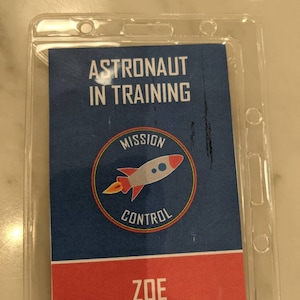 ASTRONAUT
IN TRAINING
MISSION
CONTROL
ZOE